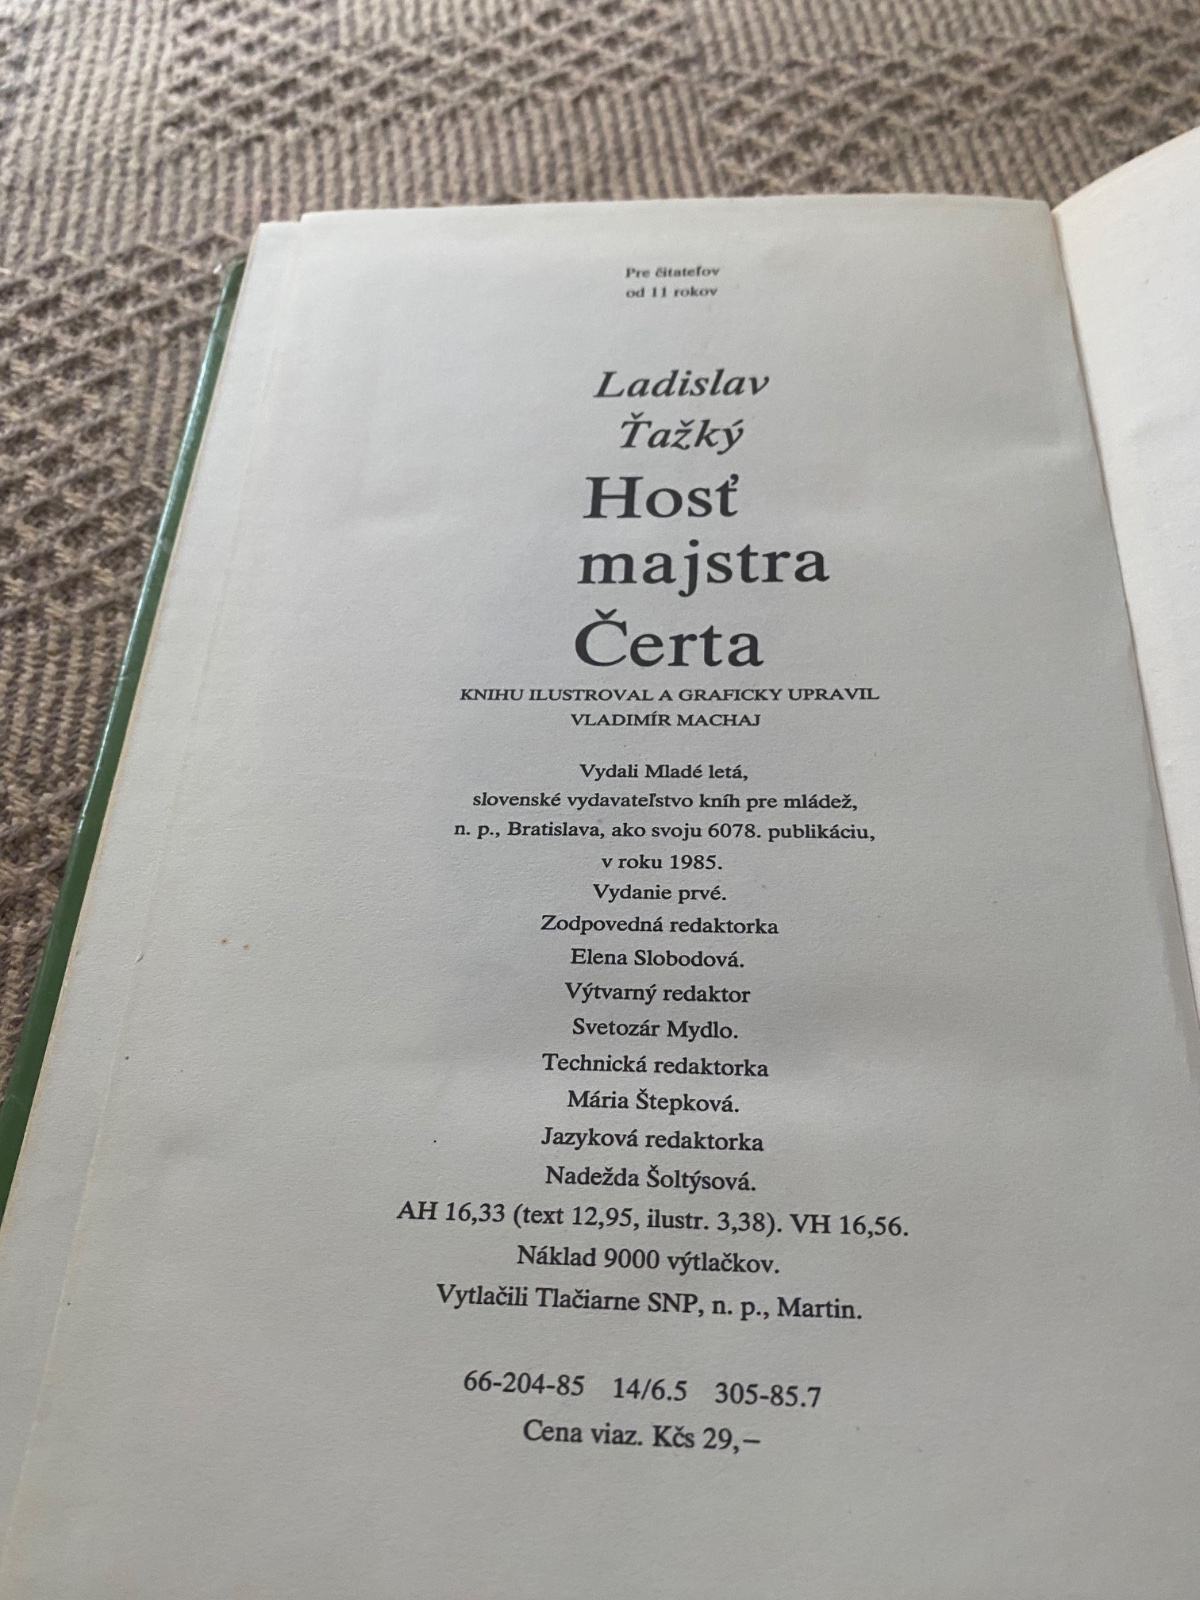 Pre čitateľov
od 11 rokov
Ladislav
Ťažký
Hosť
majstra
Čerta
KNIHU ILUSTROVAL A GRAFICKY UPRAVIL
VLADIMÍR MACHAJ
Vydali Mladé letá,
slovenské vydavateľstvo kníh pre mládež,
n. p., Bratislava, ako svoju 6078. publikáciu,
v roku 1985.
Vydanie prvé.
Zodpovedná redaktorka
Elena Slobodová.
Výtvarný redaktor
Svetozár Mydlo.
Technická redaktorka
Mária Štepková.
Jazyková redaktorka
Nadežda Šoltýsová.
AH 16,33 (text 12,95, ilustr. 3,38). VH 16,56.
Náklad 9000 výtlačkov.
Vytlačili Tlačiarne SNP, n. p., Martin.
66-204-85 14/6.5 305-85.7
Cena viaz. Kčs 29,—